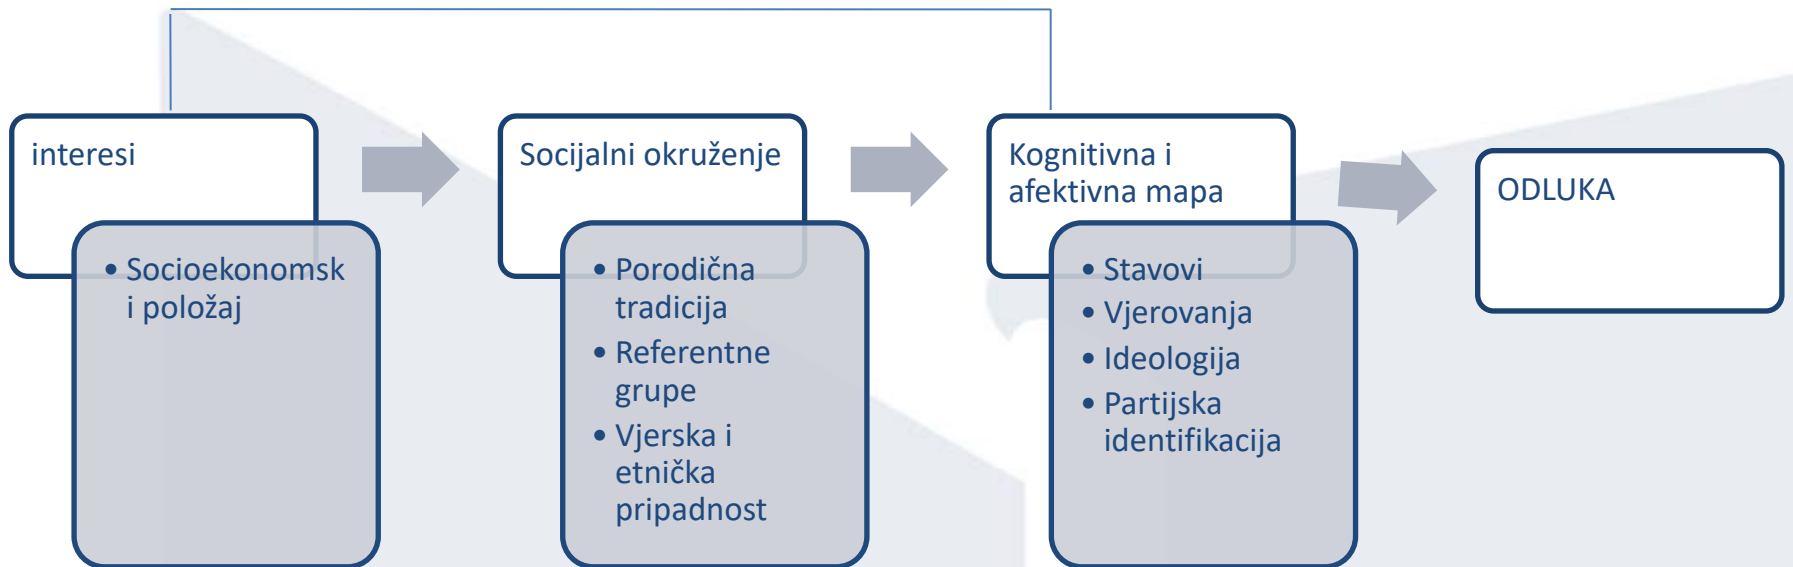 interesi
• Socioekonomsk
i položaj
Socijalni okruženje
• Porodična
tradicija
• Referentne
grupe
• Vjerska i
etnička
pripadnost
Kognitivna i
afektivna mapa
• Stavovi
• Vjerovanja
• Ideologija
• Partijska
identifikacija
ODLUKA